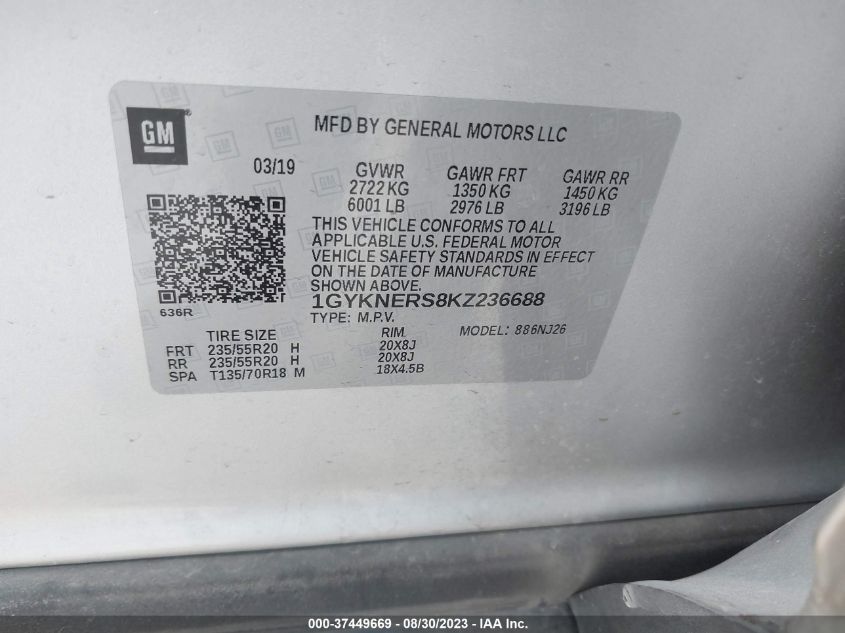 GM
MFD BY GENERAL MOTORS LLC
03/19 GVWR GAWR FRT GAWR RR
2722 KG 1350 KG 1450 KG
6001 LB 2976 LB 3196 LB
THIS VEHICLE CONFORMS TO ALL
APPLICABLE U.S. FEDERAL MOTOR
VEHICLE SAFETY STANDARDS IN EFFECT
ON THE DATE OF MANUFACTURE
SHOWN ABOVE.
636R
1GYKNERS8KZ236688
TYPE: M.P.V. MODEL: 886NJ26
TIRE SIZE RIM
FRT 235/55R20 H 20X8J
RR 235/55R20 H 20X8J
SPA T135/70R18 M 18X4.5B
000-37449669 - 08/30/2023 - IAA Inc.